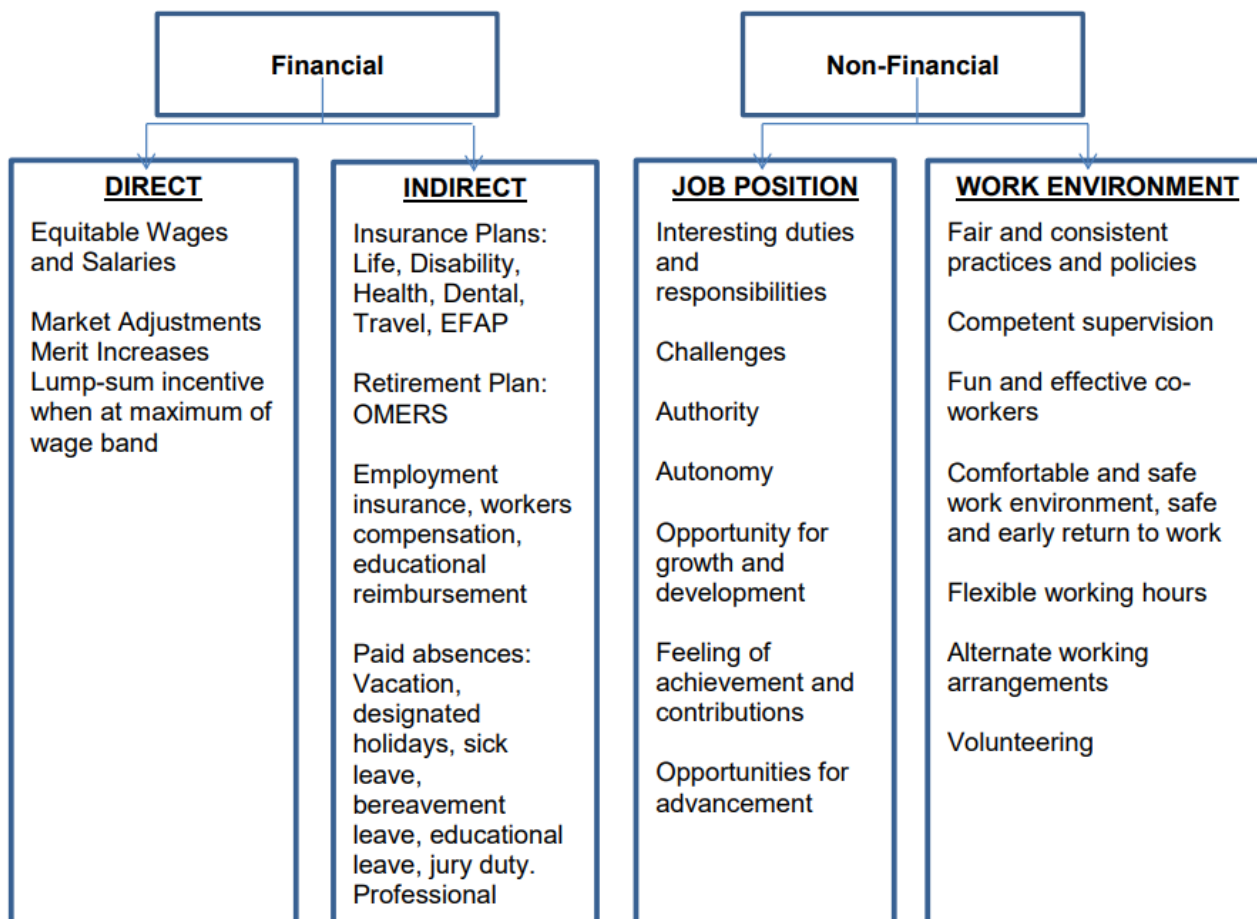 Financial
Non-Financial
DIRECT
Equitable Wages
and Salaries
Market Adjustments
Merit Increases
Lump-sum incentive
when at maximum of
wage band
INDIRECT
Insurance Plans:
Life, Disability,
Health, Dental,
Travel, EFAP
Retirement Plan:
OMERS
Employment
insurance, workers
compensation,
educational
reimbursement
Paid absences:
Vacation,
designated
holidays, sick
leave,
bereavement
leave, educational
leave, jury duty.
Professional
JOB POSITION
Interesting duties
and
responsibilities
Challenges
Authority
Autonomy
Opportunity for
growth and
development
Feeling of
achievement and
contributions
Opportunities for
advancement
WORK ENVIRONMENT
Fair and consistent
practices and policies
Competent supervision
Fun and effective co-
workers
Comfortable and safe
work environment, safe
and early return to work
Flexible working hours
Alternate working
arrangements
Volunteering